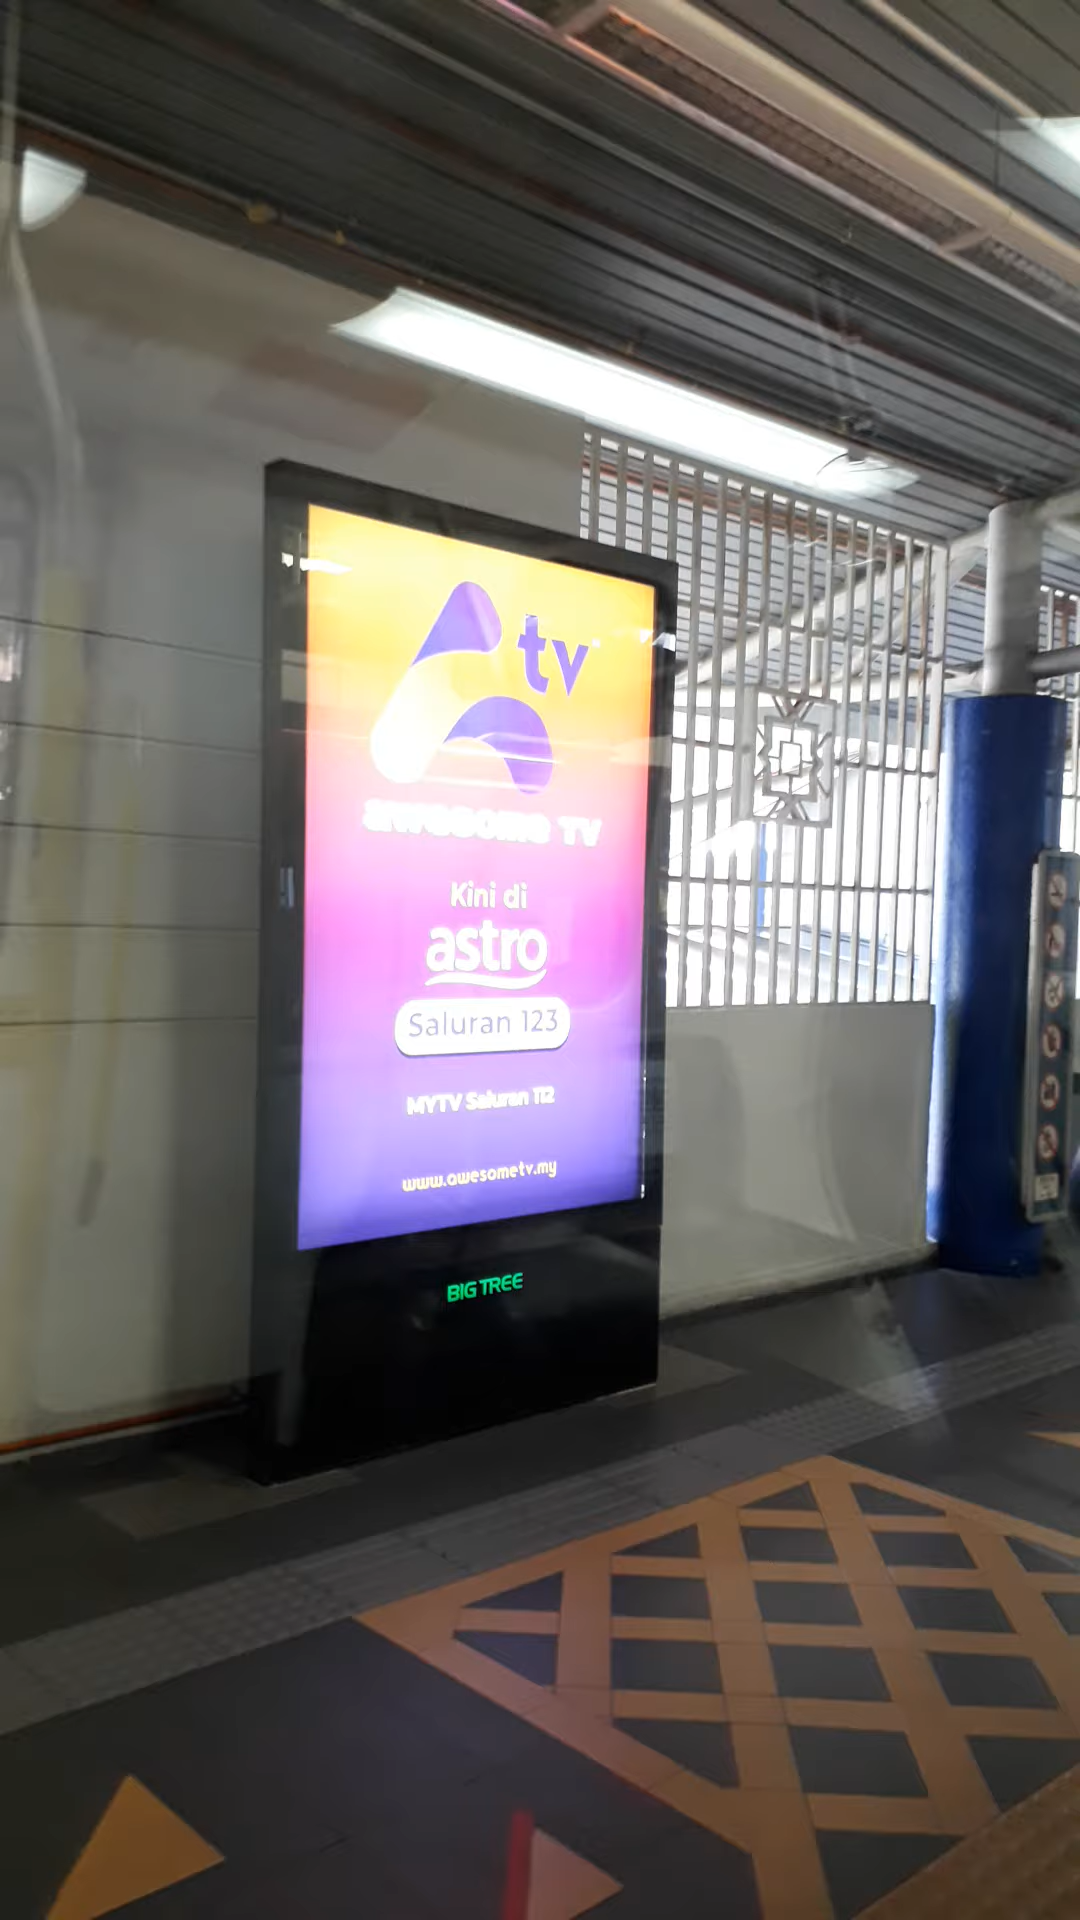 tv
awesome TV
Kini di
astro
Saluran 123
MYTV Saluran 112
www.awesometv.my
BIG TREE